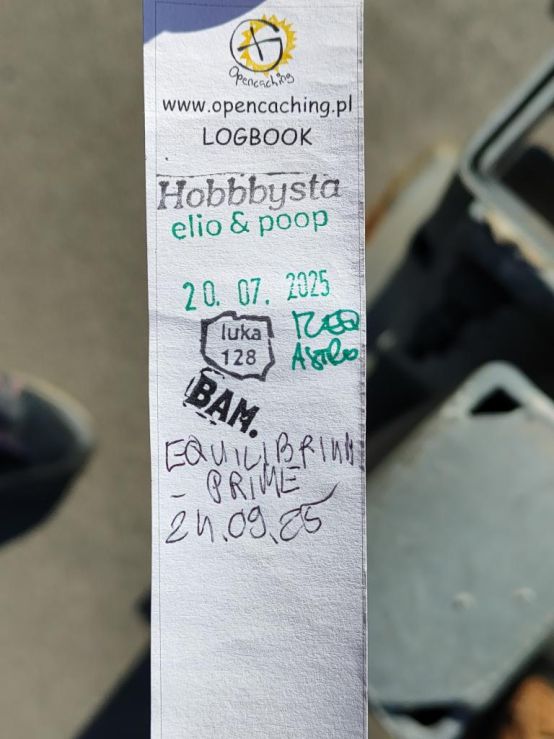 Opencaching
www.opencaching.pl
LOGBOOK
Hobbbysta
elio & poop
20. 07. 2025
luka
128
BAM.
EQUILIBRIUM
- PRIME
24.09.25